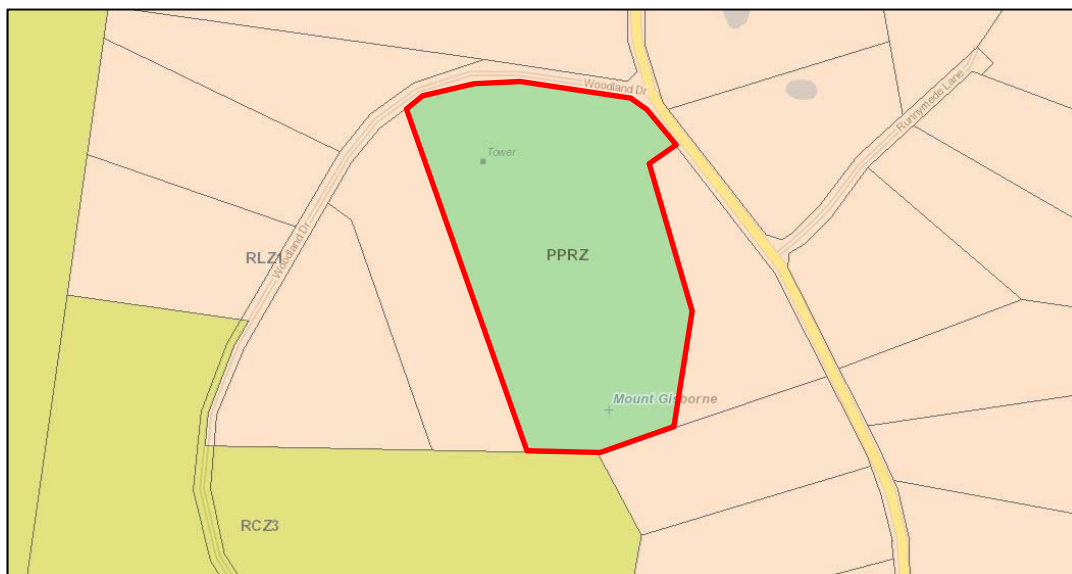 Woodland Dr
Runnymede Lane
Tower
PPRZ
RLZ1
Woodland Dr
Mount Gisborne
RCZ3